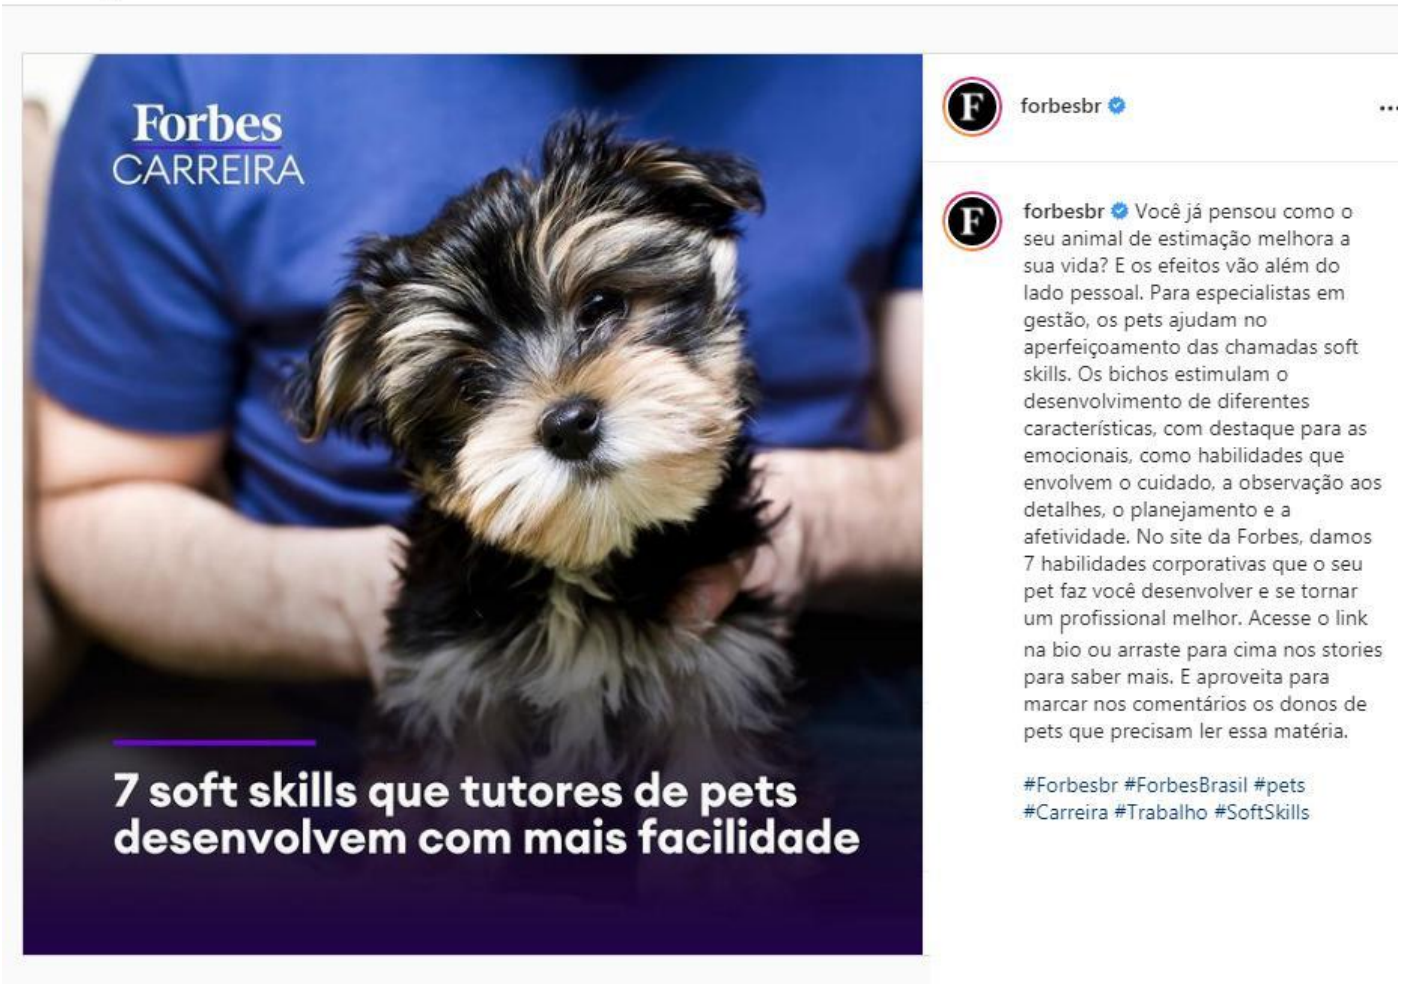 Forbes
CARREIRA
7 soft skills que tutores de pets
desenvolvem com mais facilidade
F
forbesbr
...
F
forbesbr Você já pensou como o
seu animal de estimação melhora a
sua vida? E os efeitos vão além do
lado pessoal. Para especialistas em
gestão, os pets ajudam no
aperfeiçoamento das chamadas soft
skills. Os bichos estimulam o
desenvolvimento de diferentes
características, com destaque para as
emocionais, como habilidades que
envolvem o cuidado, a observação aos
detalhes, o planejamento e a
afetividade. No site da Forbes, damos
7 habilidades corporativas que o seu
pet faz você desenvolver e se tornar
um profissional melhor. Acesse o link
na bio ou arraste para cima nos stories
para saber mais. E aproveita para
marcar nos comentários os donos de
pets que precisam ler essa matéria.
#Forbesbr #ForbesBrasil #pets
#Carreira #Trabalho #SoftSkills